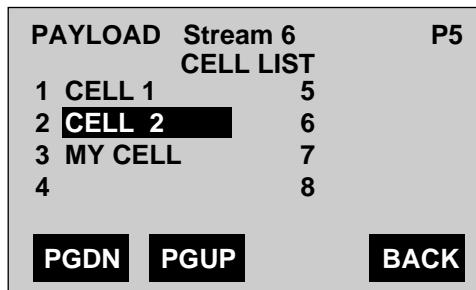 PAYLOAD Stream 6 P5
CELL LIST
1 CELL 1 5
2 CELL 2 6
3 MY CELL 7
4 8
PGDN PGUP BACK